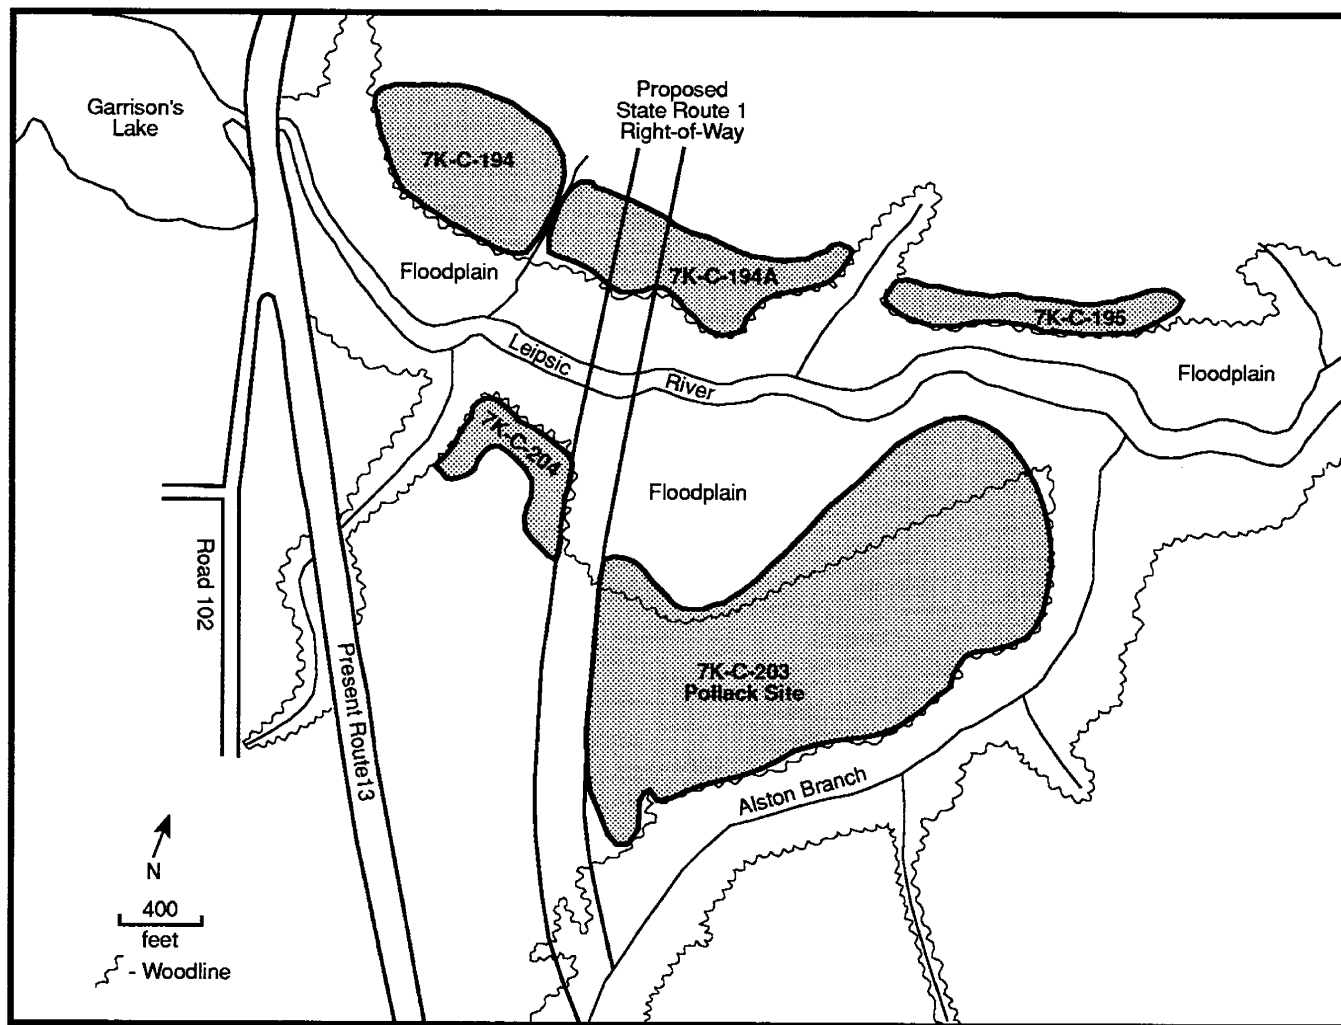 Garrison's
Lake
Proposed
State Route 1
Right-of-Way
7K-C-194
Floodplain
7K-C-194A
7K-C-195
Leipsic
River
Floodplain
7K-C-204
Floodplain
Road 102
Present Route13
7K-C-203
Pollack Site
Alston Branch
N
400
feet
- Woodline